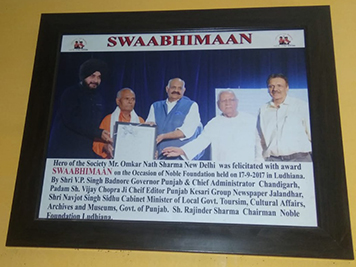 SWAABHIMAAN
Hero of the Society Mr. Omkar Nath Sharma New Delhi was felicitated with award
SWAABHIMAAN on the Occasion of Noble Foundation held on 17-9-2017 in Ludhiana.
By Shri V.P. Singh Badnore Governor Punjab & Chief Administrator Chandigarh,
Padam Sh. Vijay Chopra Ji Cheif Editor Punjab Kesari Group Newspaper Jalandhar,
Shri Navjot Singh Sidhu Cabinet Minister of Local Govt. Toursim, Cultural Affairs,
Archives and Museums, Govt. of Punjab. Sh. Rajinder Sharma Chairman Noble
Foundation Ludhiana.